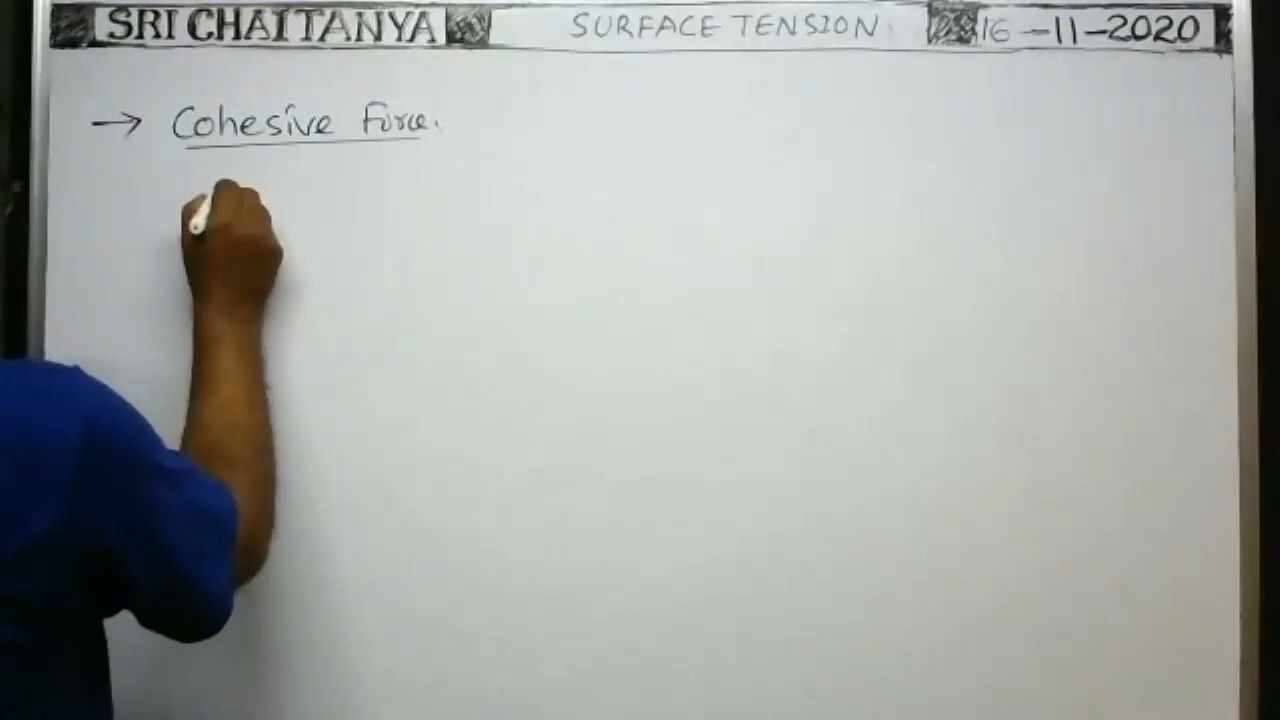 SRI CHAITANYA SURFACE TENSION 16-11-2020
→ Cohesive Force.